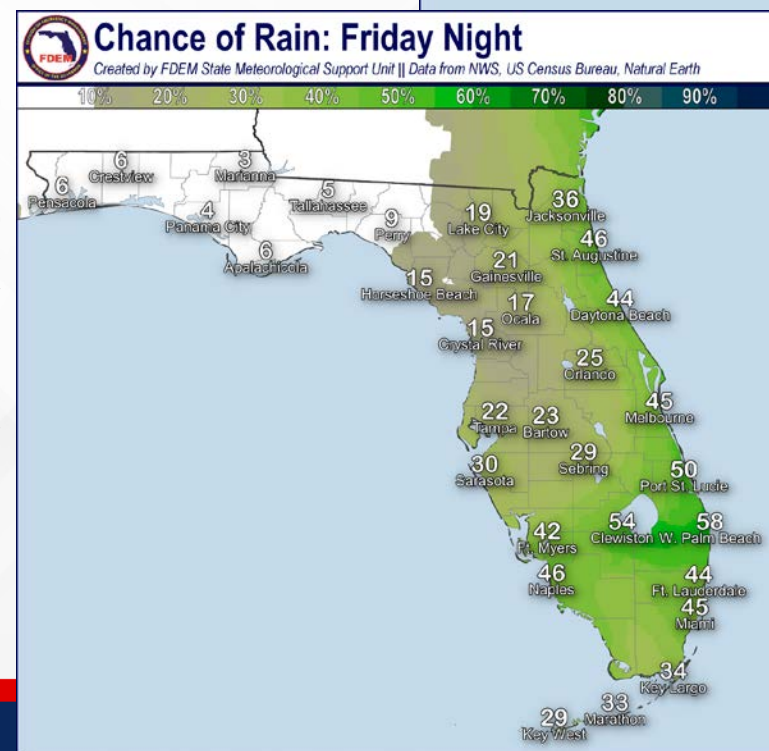 FDEM
Chance of Rain: Friday Night
Created by FDEM State Meteorological Support Unit || Data from NWS, US Census Bureau, Natural Earth
10% 20% 30% 40% 50% 60% 70% 80% 90%
6
Crestview
3
Marianna
6
Pensacola
5
Tallahassee
4
Panama City
9
Perry
6
Apalachicola
19
Lake City
36
Jacksonville
46
St. Augustine
21
Gainesville
15
Horseshoe Beach
17
Ocala
44
Daytona Beach
15
Crystal River
25
Orlando
22
Tampa
23
Bartow
45
Melbourne
30
Sarasota
29
Sebring
50
Port St. Lucie
42
Ft. Myers
54
Clewiston
58
W. Palm Beach
46
Naples
44
Ft. Lauderdale
45
Miami
34
Key Largo
33
Marathon
29
Key West